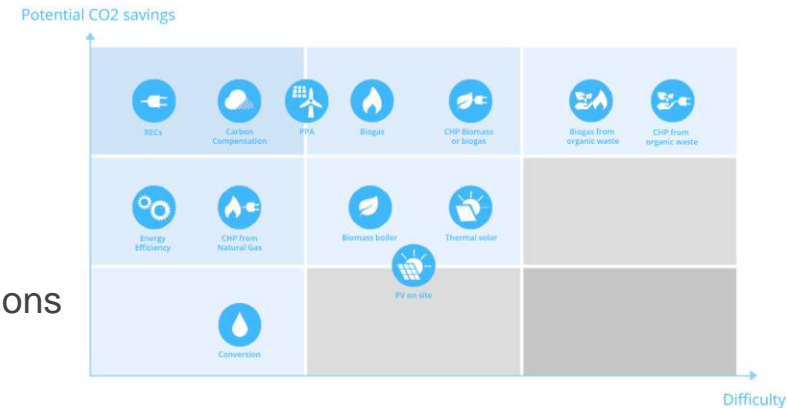 Potential CO2 savings
RECs
Carbon
Compensation
PPA
Biogas
CHP Biomass
or biogas
Biogas from
organic waste
CHP from
organic waste
Energy
Efficiency
CHP from
Natural Gas
Biomass boiler
Thermal solar
PV on site
ons
Conversion
Difficulty